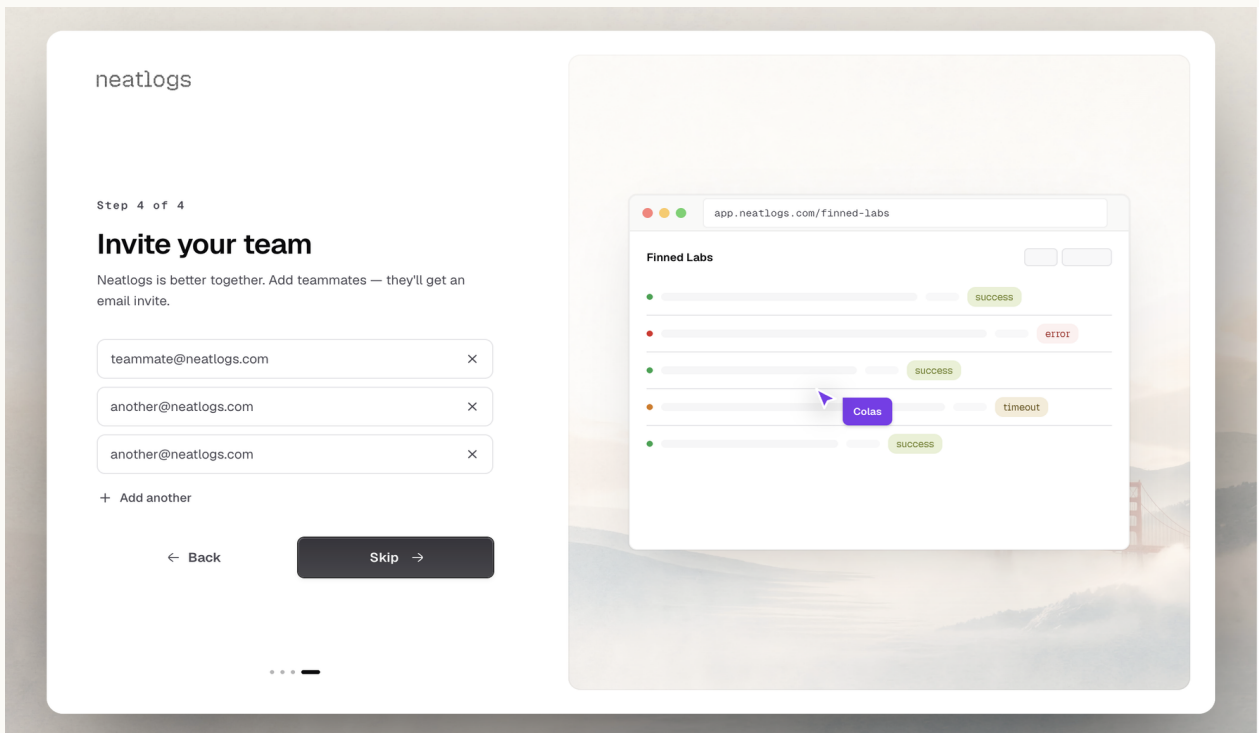 neatlogs
Step 4 of 4
Invite your team
Neatlogs is better together. Add teammates — they'll get an
email invite.
teammate@neatlogs.com
another@neatlogs.com
another@neatlogs.com
Add another
Back
Skip
app.neatlogs.com/finned-labs
Finned Labs
success
error
success
Colas
timeout
success